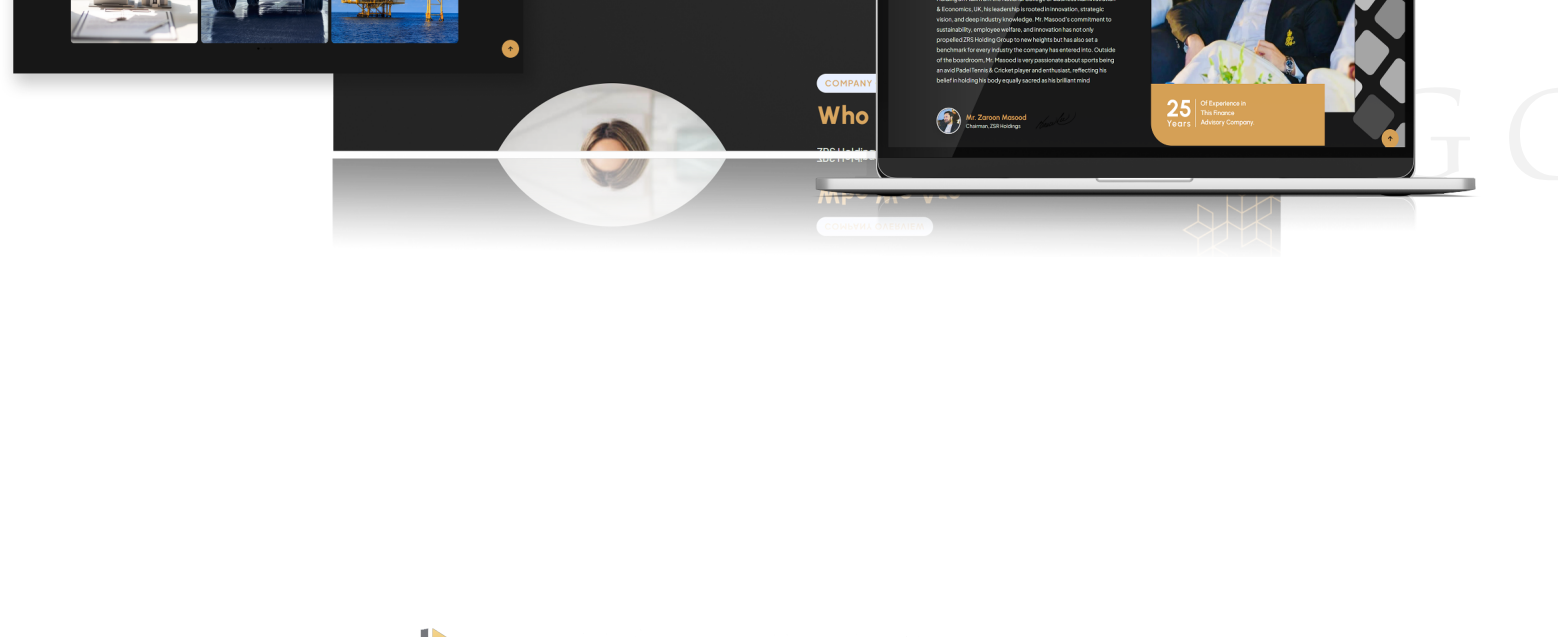 & Economics, UK, his leadership is rooted in innovation, strategic
vision, and deep industry knowledge. Mr. Masood's commitment to
sustainability, employee welfare, and innovation has not only
propelled ZRS Holding Group to new heights but has also set a
benchmark for every industry the company has entered into. Outside
of the boardroom, Mr. Masood is very passionate about sports being
an avid Padel Tennis & Cricket player and enthusiast, reflecting his
belief in holding his body equally sacred as his brilliant mind
Mr. Zaroon Masood
Chairman, ZSR Holdings
25
Years
Of Experience in
This Finance
Advisory Company.
COMPANY
Who
GO